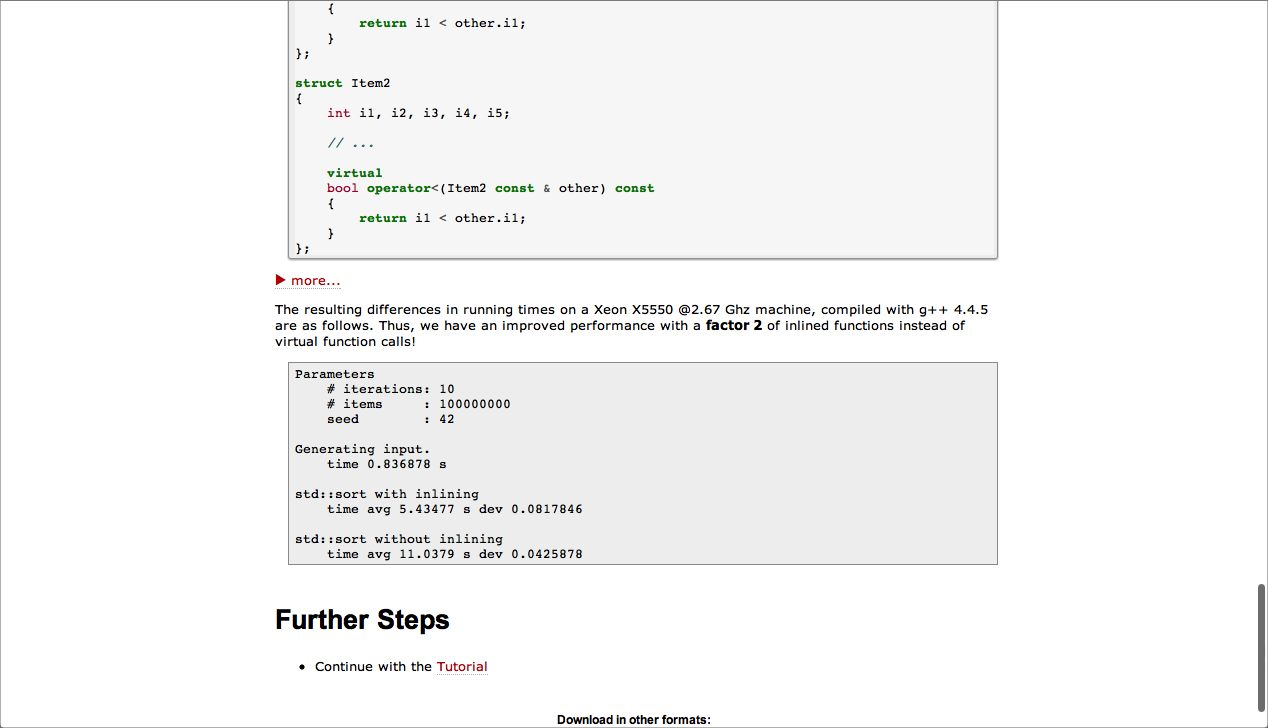 {
        return i1 < other.i1;
    }
};

struct Item2
{
    int i1, i2, i3, i4, i5;

    // ...

    virtual
    bool operator<(Item2 const & other) const
    {
        return i1 < other.i1;
    }
};
▶ more...
The resulting differences in running times on a Xeon X5550 @2.67 Ghz machine, compiled with g++ 4.4.5
are as follows. Thus, we have an improved performance with a factor 2 of inlined functions instead of
virtual function calls!
Parameters
    # iterations: 10
    # items     : 100000000
    seed        : 42

Generating input.
    time 0.836878 s

std::sort with inlining
    time avg 5.43477 s dev 0.0817846

std::sort without inlining
    time avg 11.0379 s dev 0.0425878
Further Steps
• Continue with the Tutorial
Download in other formats: